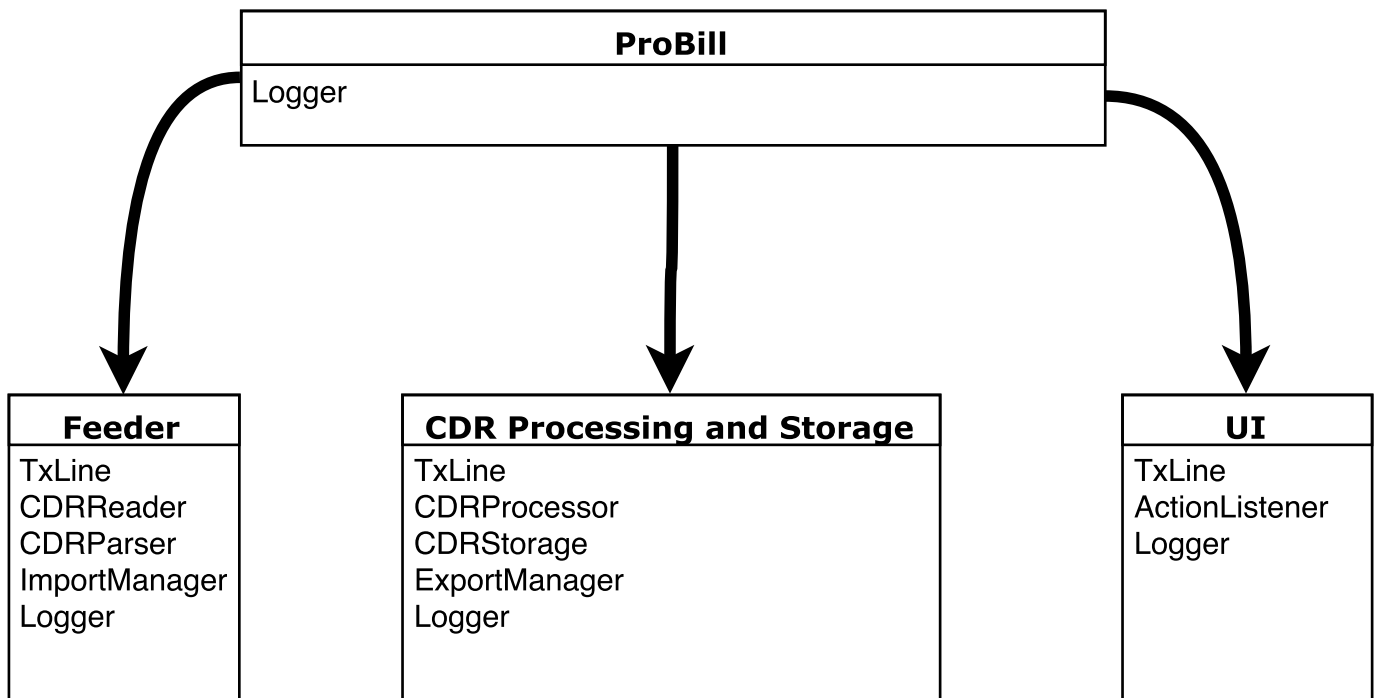 ProBill
Logger
Feeder
TxLine
CDRReader
CDRParser
ImportManager
Logger
CDR Processing and Storage
TxLine
CDRProcessor
CDRStorage
ExportManager
Logger
UI
TxLine
ActionListener
Logger